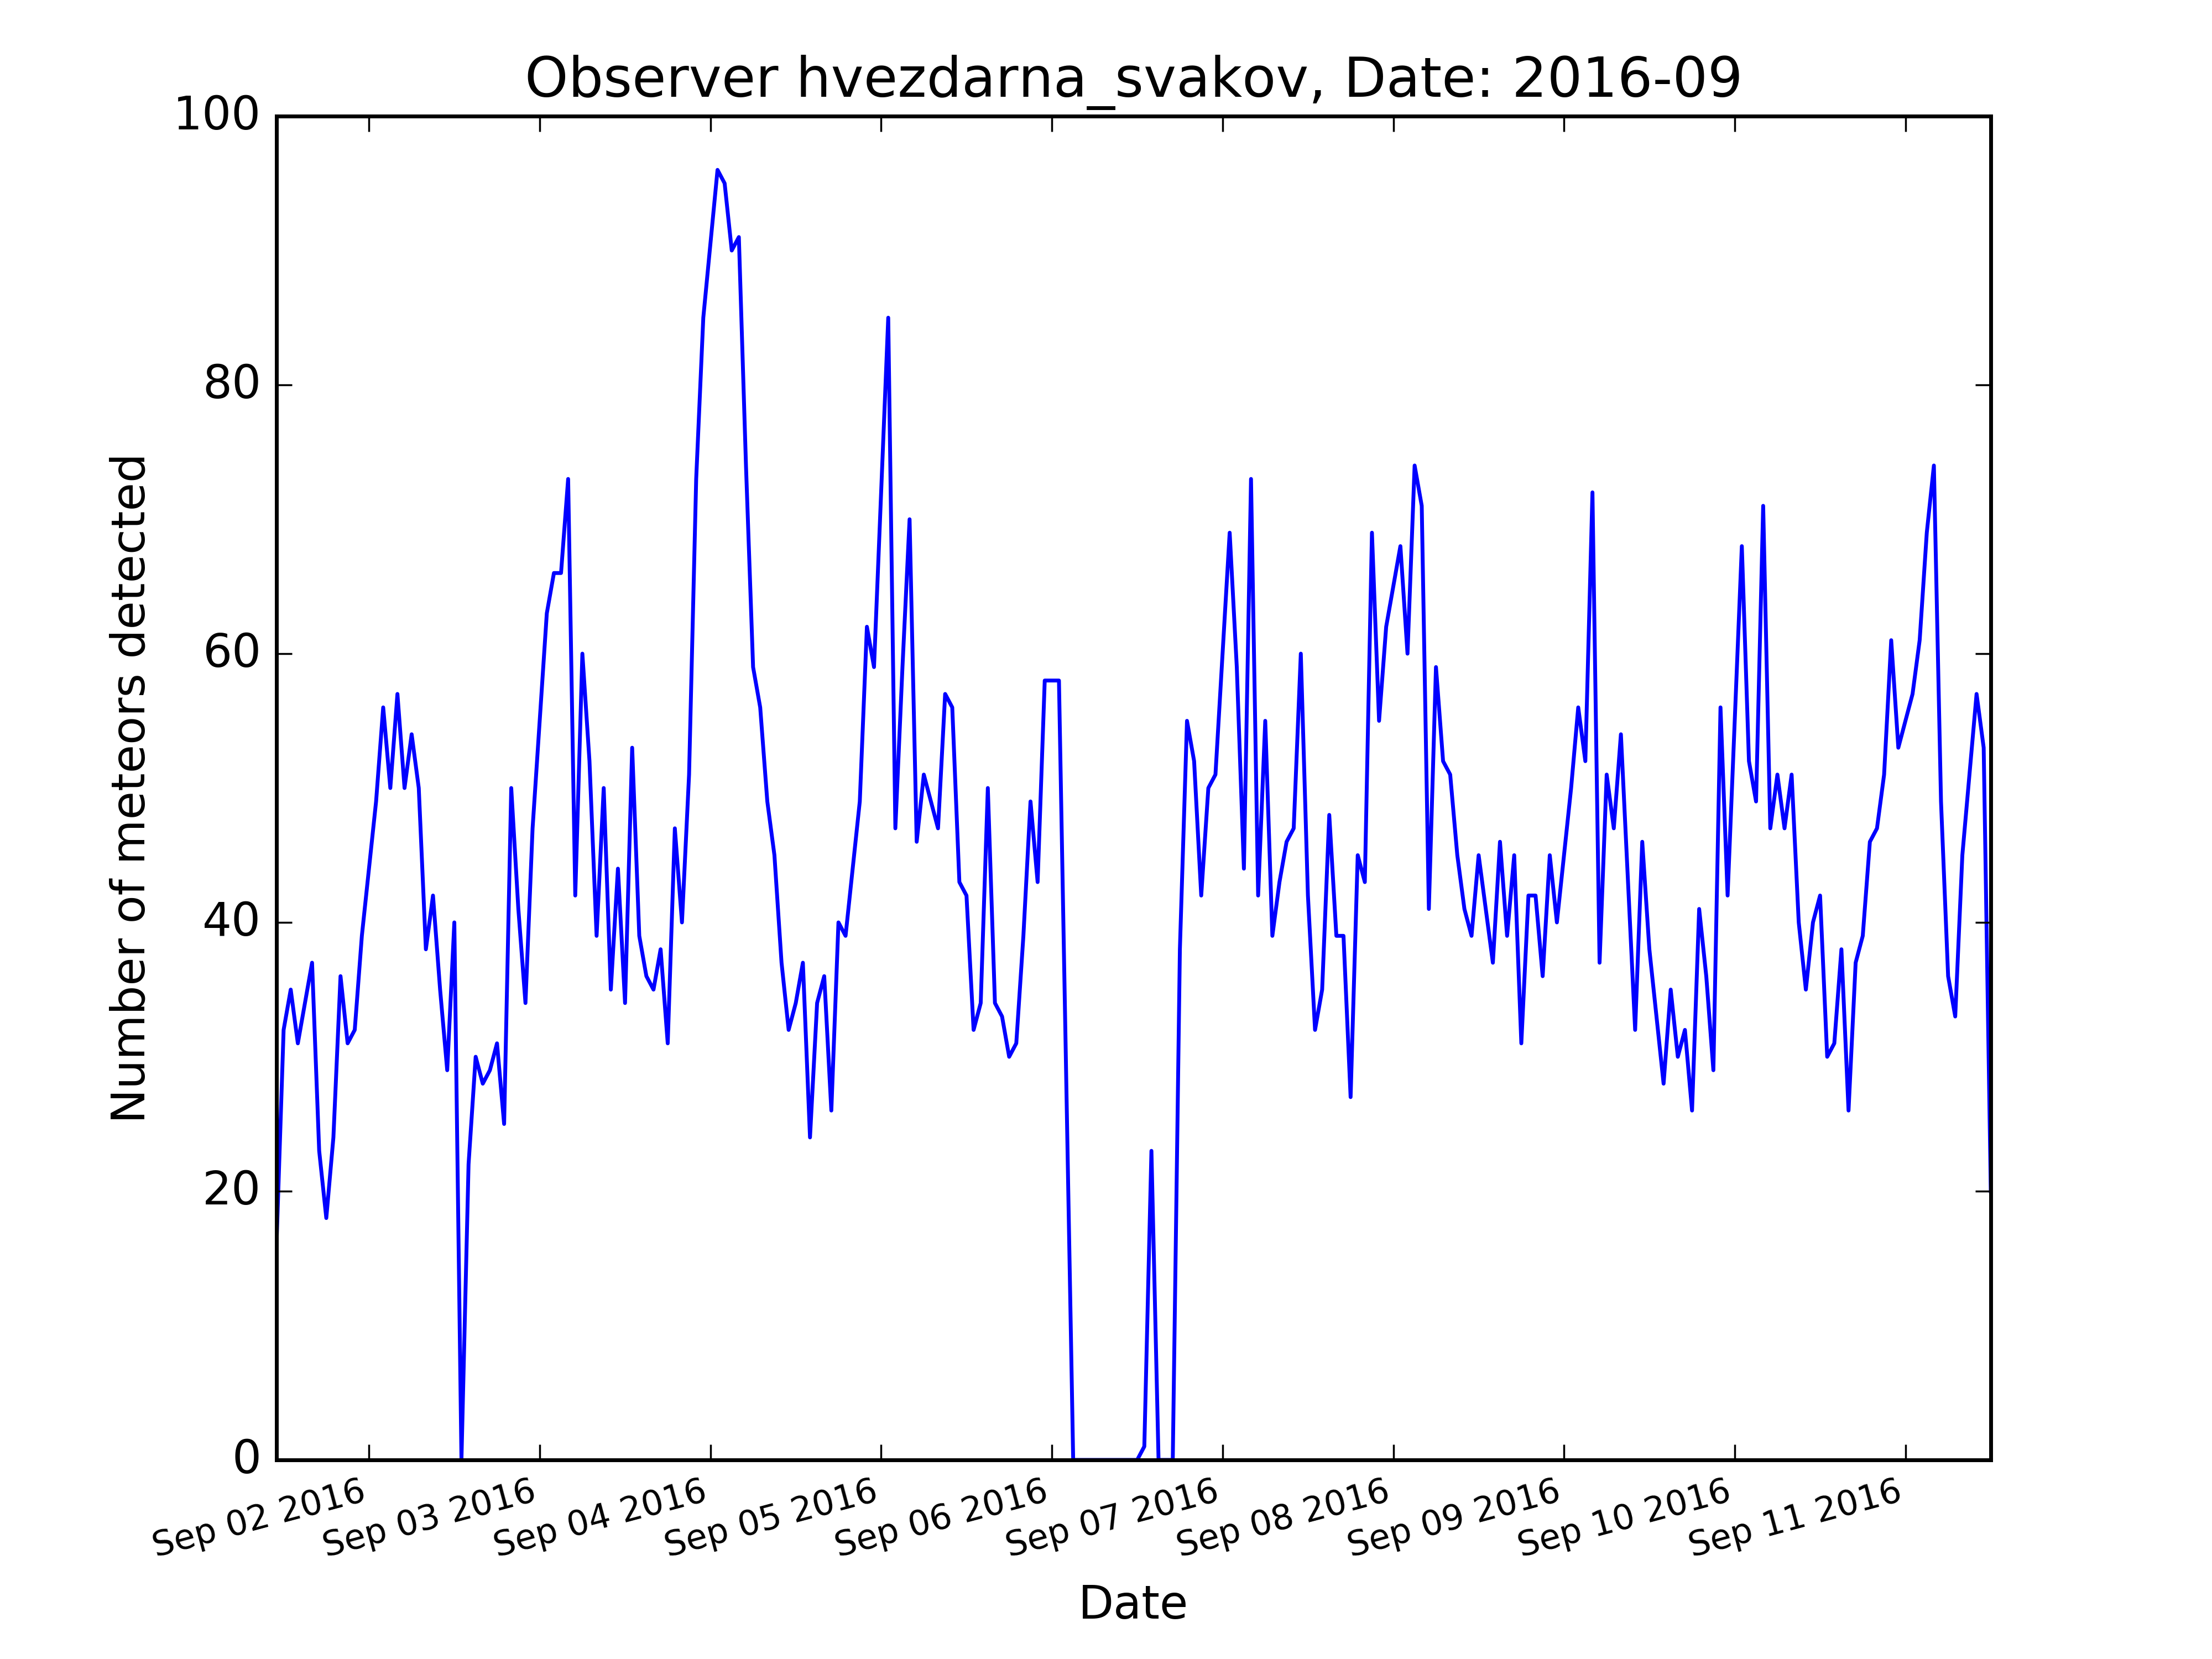 Observer hvezdarna_svakov, Date: 2016-09
Number of meteors detected
100
80
60
40
20
0
Sep 02 2016
Sep 03 2016
Sep 04 2016
Sep 05 2016
Sep 06 2016
Sep 07 2016
Sep 08 2016
Sep 09 2016
Sep 10 2016
Sep 11 2016
Date